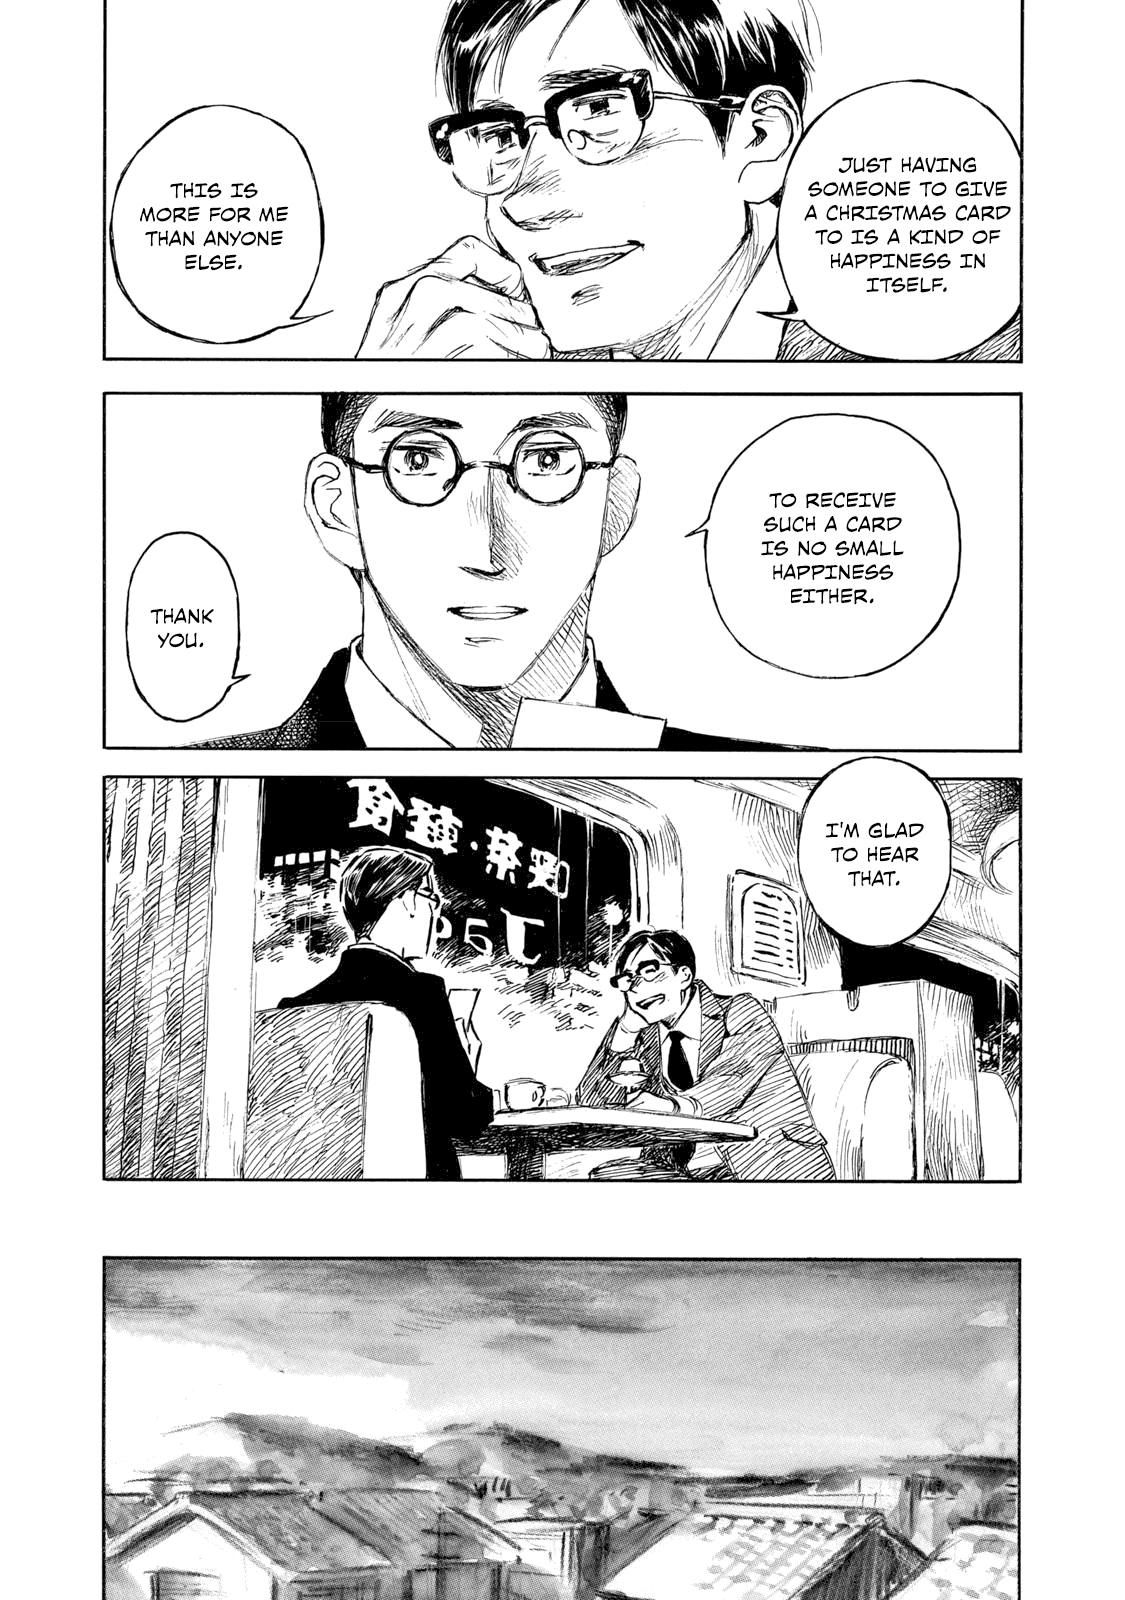 JUST HAVING
SOMEONE TO GIVE
A CHRISTMAS CARD
TO IS A KIND OF
HAPPINESS IN
ITSELF.
THIS IS
MORE FOR ME
THAN ANYONE
ELSE.
TO RECEIVE
SUCH A CARD
IS NO SMALL
HAPPINESS
EITHER.
THANK
YOU.
I'M GLAD
TO HEAR
THAT.